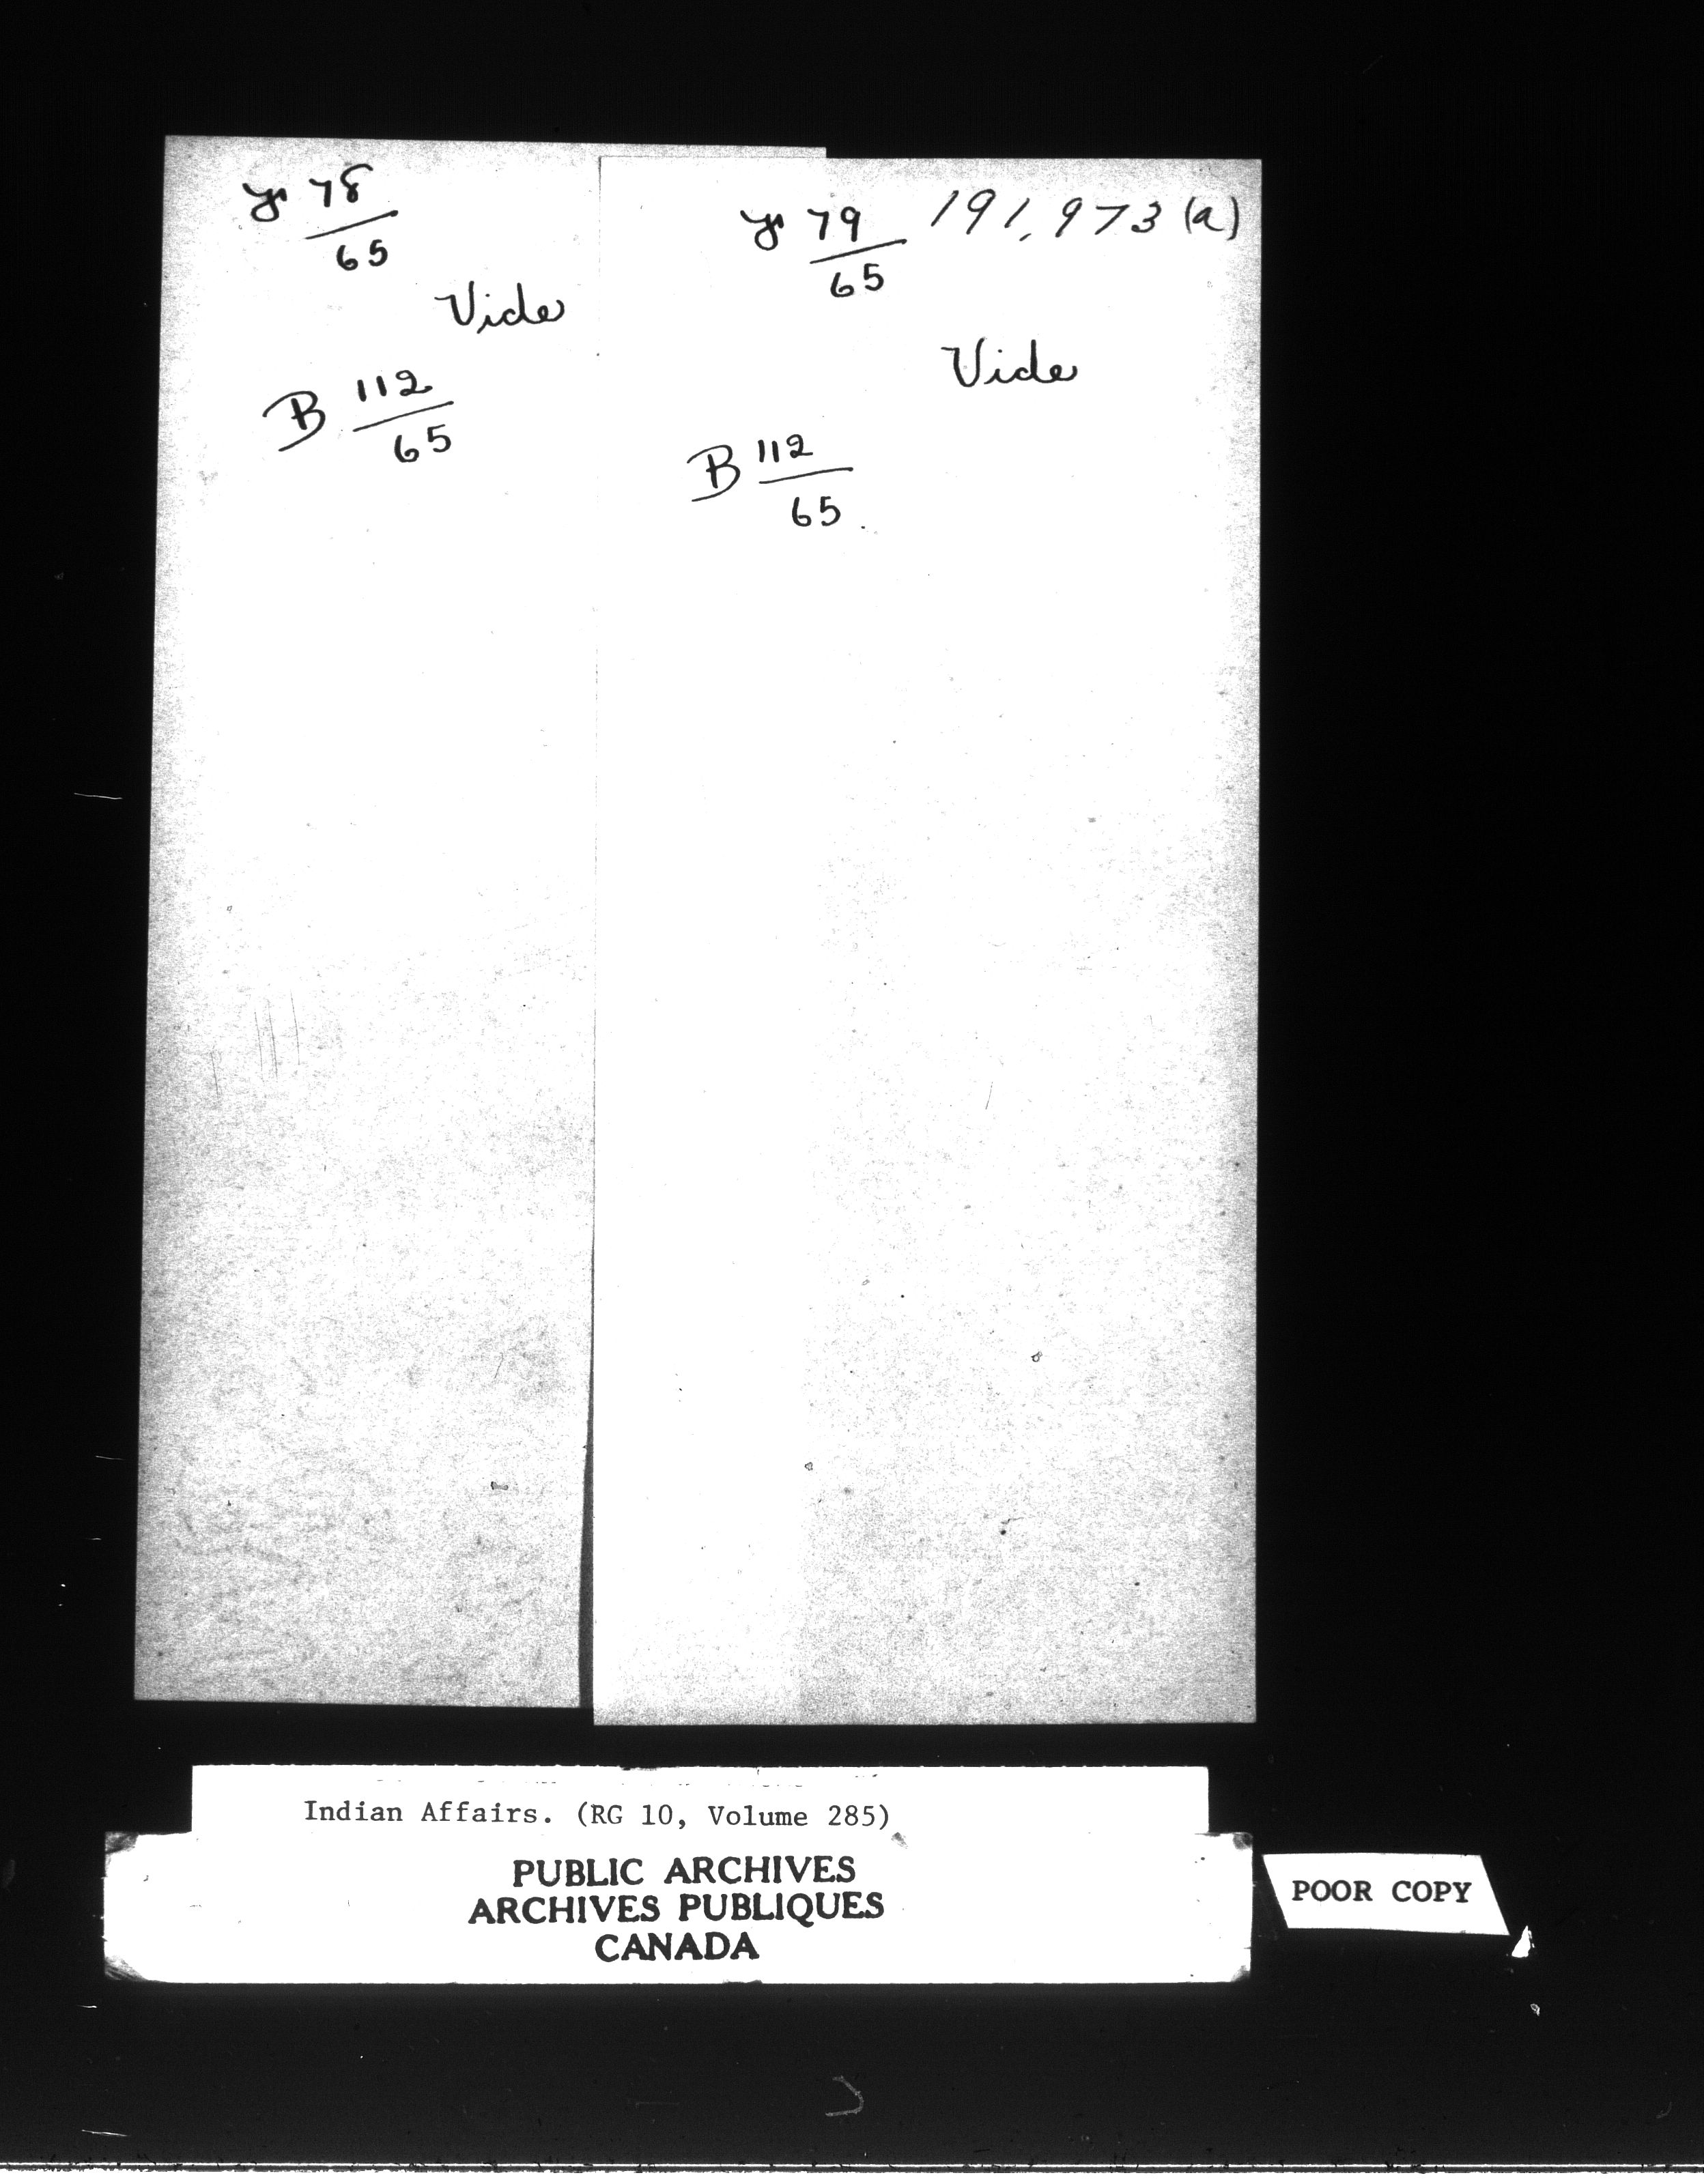 78
65
Vide
B 112
65
79 191,973 (a)
65
Vide
B 112
65.
Indian Affairs. (RG 10, Volume 285)
PUBLIC ARCHIVES
ARCHIVES PUBLIQUES
CANADA
POOR COPY